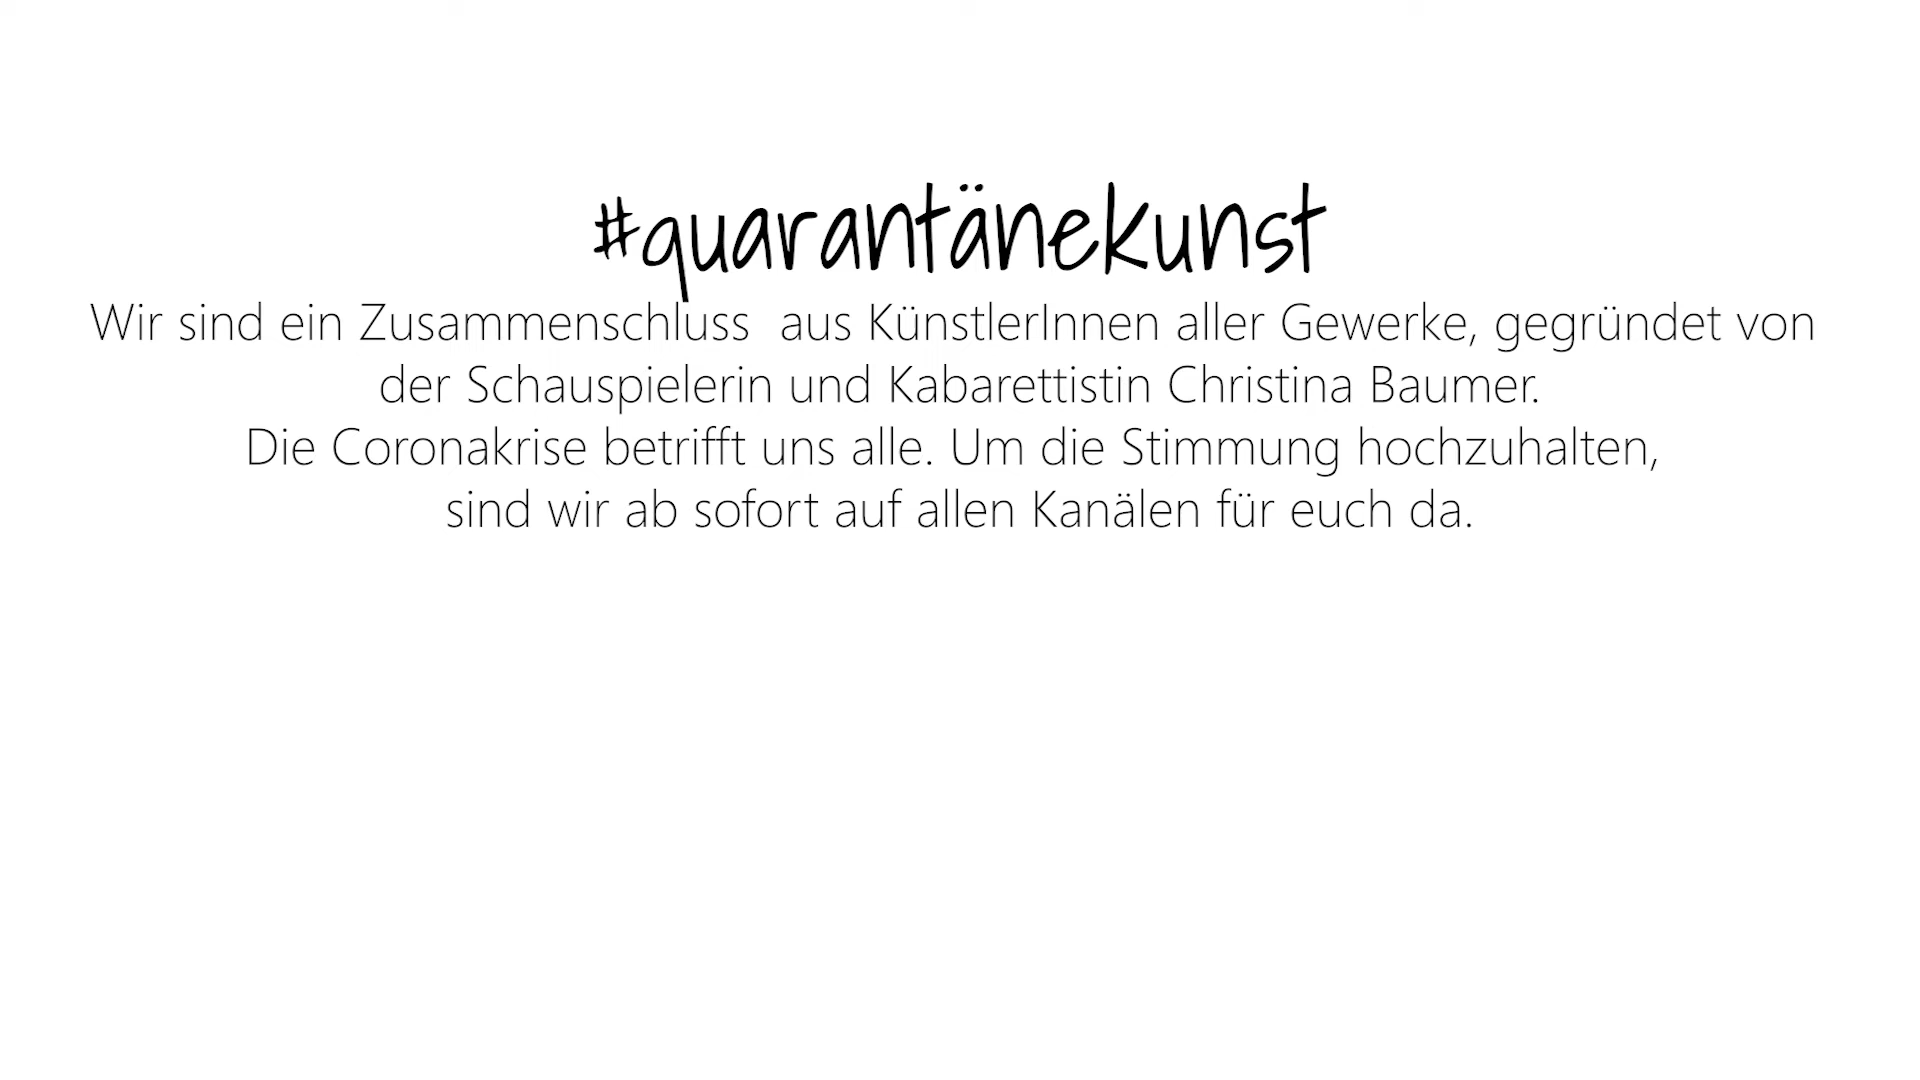 #quarantänekunst
Wir sind ein Zusammenschluss  aus KünstlerInnen aller Gewerke, gegründet von
der Schauspielerin und Kabarettistin Christina Baumer.
Die Coronakrise betrifft uns alle. Um die Stimmung hochzuhalten,
sind wir ab sofort auf allen Kanälen für euch da.